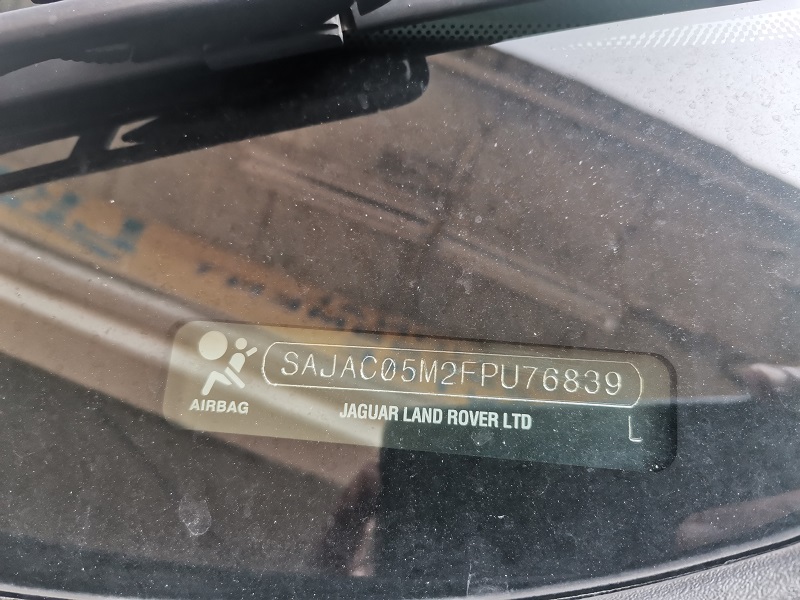 SAJAC05M2FPU76839
AIRBAG
JAGUAR LAND ROVER LTD
L